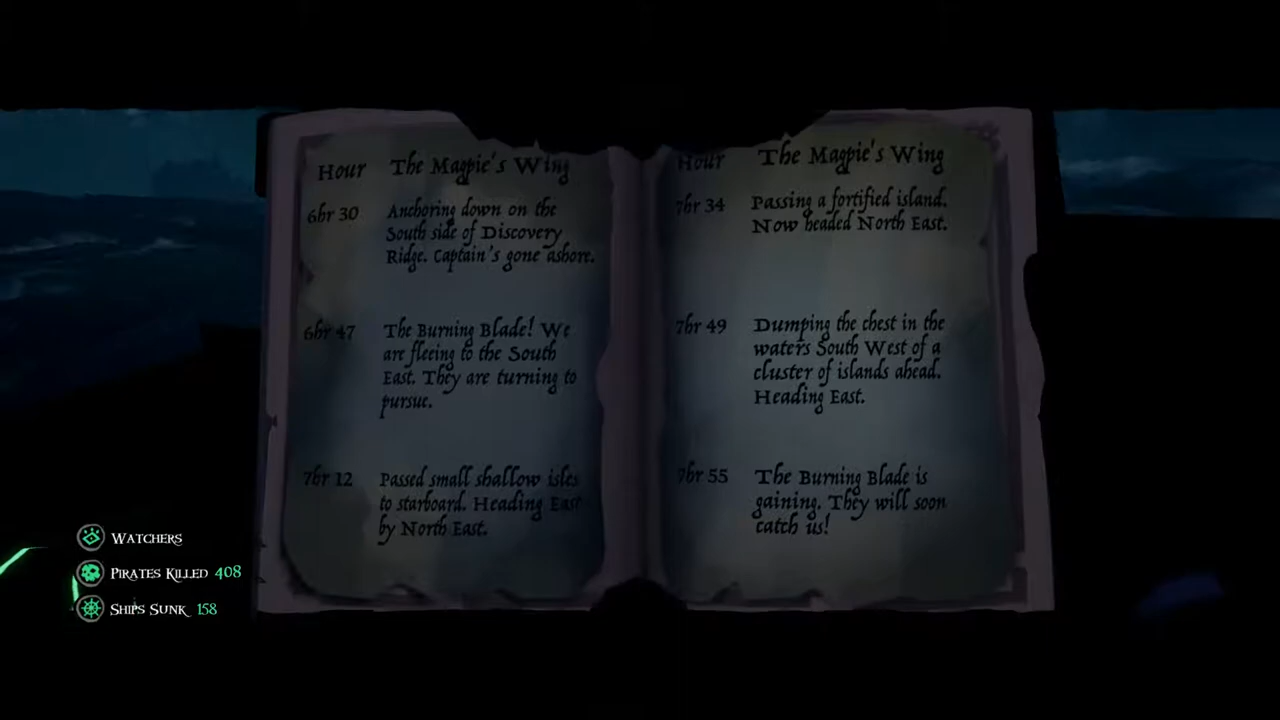 Hour The Magpie's Wing
6hr 30 Anchoring down on the
South side of Discovery
Ridge. Captain's gone ashore.
6hr 47 The Burning Blade! We
are fleeing to the South
East. They are turning to
pursue.
7hr 12 Passed small shallow isles
to starboard. Heading East
by North East.
Hour The Magpie's Wing
7hr 34 Passing a fortified island.
Now headed North East.
7hr 49 Dumping the chest in the
waters South West of a
cluster of islands ahead.
Heading East.
7hr 55 The Burning Blade is
gaining. They will soon
catch us!
Watchers
Pirates Killed 408
Ships Sunk 158